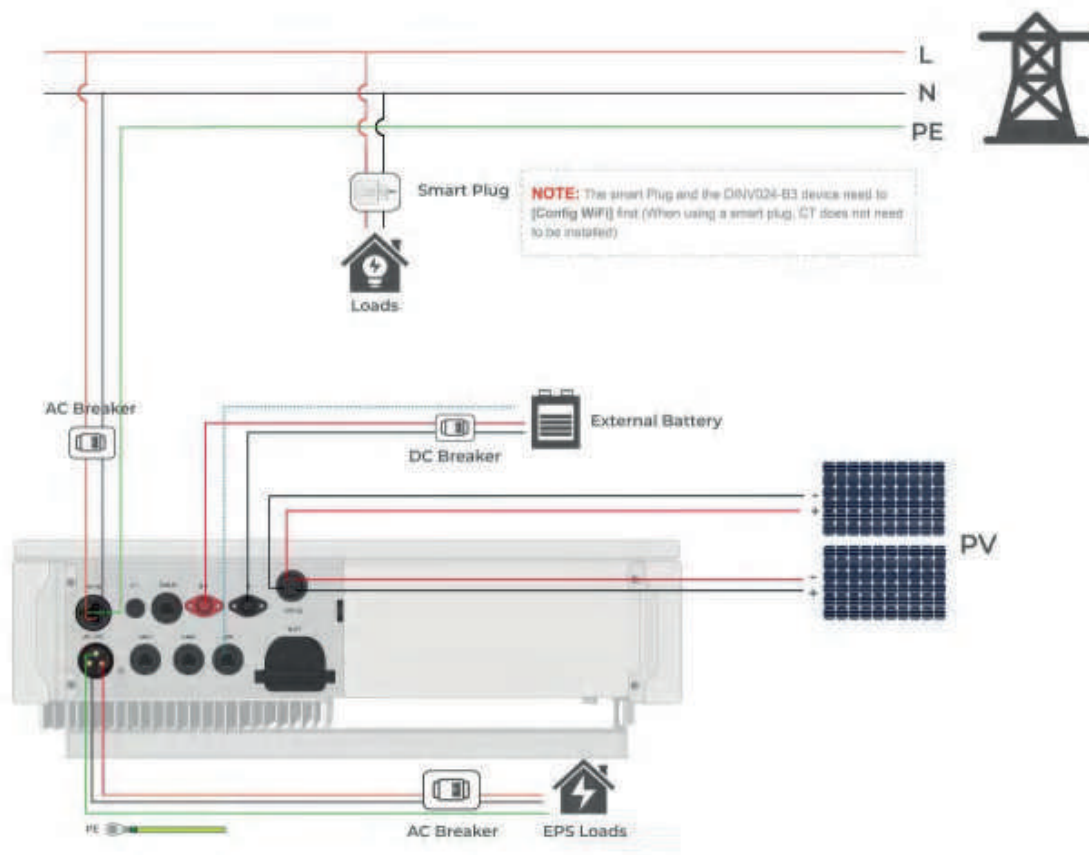 L
N
PE
Smart Plug
NOTE: The smart Plug and the DINV024-B3 device need to
[Config WiFi] first (When using a smart plug, CT does not need
to be installed)
Loads
AC Breaker
External Battery
DC Breaker
-
+
PV
-
+
PE
AC Breaker
EPS Loads